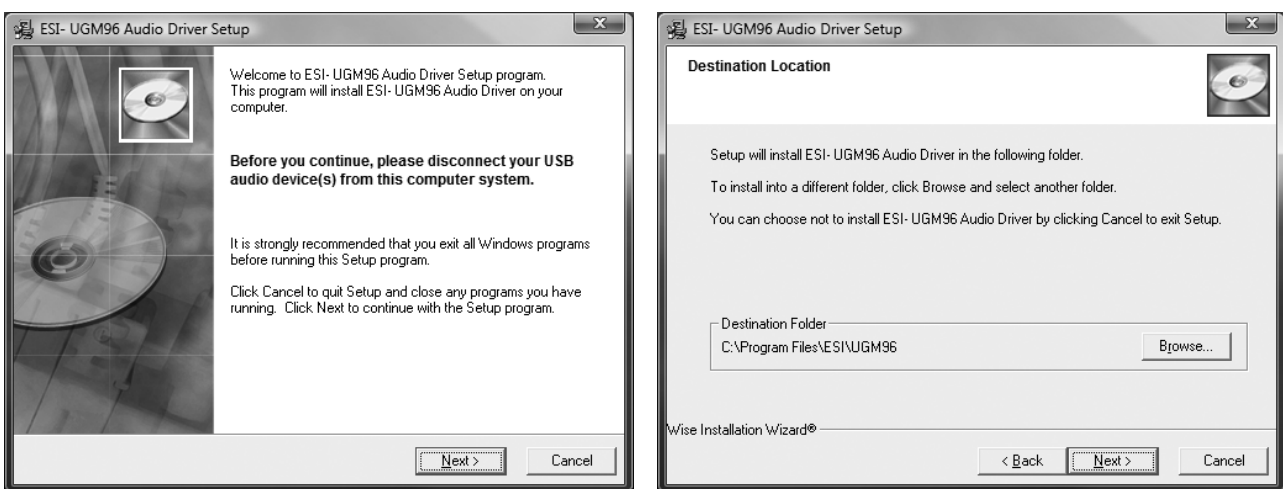 ESI- UGM96 Audio Driver Setup
Welcome to ESI- UGM96 Audio Driver Setup program.
This program will install ESI- UGM96 Audio Driver on your
computer.
Before you continue, please disconnect your USB
audio device(s) from this computer system.
It is strongly recommended that you exit all Windows programs
before running this Setup program.
Click Cancel to quit Setup and close any programs you have
running.  Click Next to continue with the Setup program.
Next >
Cancel
ESI- UGM96 Audio Driver Setup
Destination Location
Setup will install ESI- UGM96 Audio Driver in the following folder.
To install into a different folder, click Browse and select another folder.
You can choose not to install ESI- UGM96 Audio Driver by clicking Cancel to exit Setup.
Destination Folder
C:\Program Files\ESI\UGM96
Browse...
Wise Installation Wizard®
< Back
Next >
Cancel